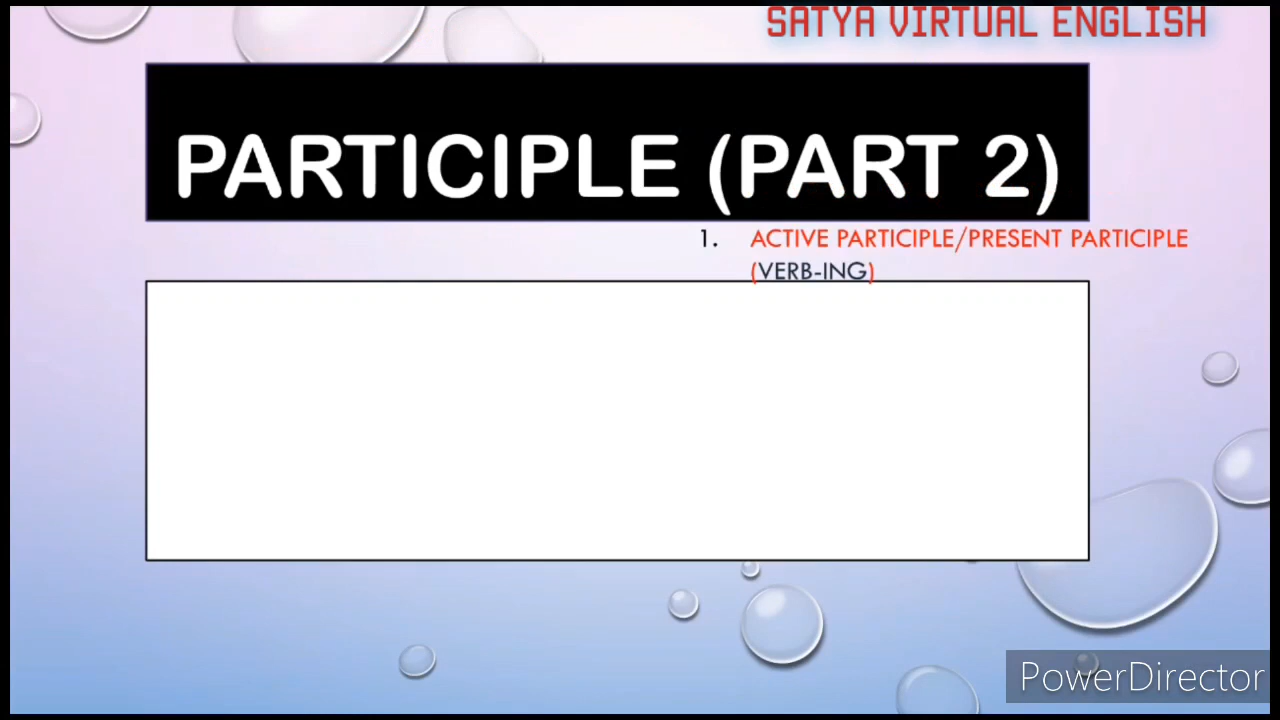 SATYA VIRTUAL ENGLISH
PARTICIPLE (PART 2)
1. ACTIVE PARTICIPLE/PRESENT PARTICIPLE
(VERB-ING)
PowerDirector